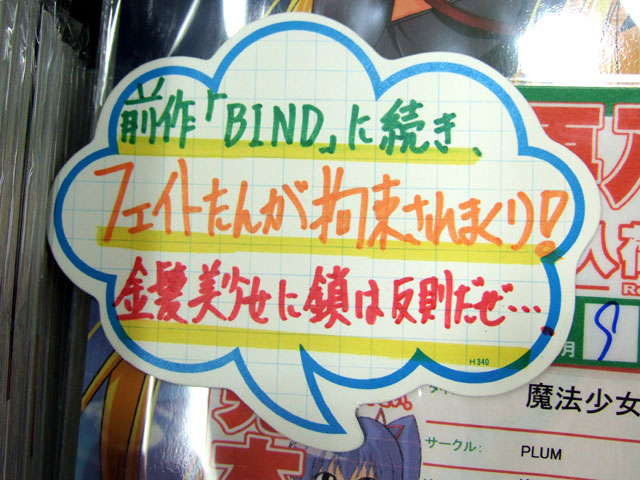 前作「BIND」に続き、
フェイトたんが拘束されまくり!
金髪美少女に鎖は反則だぜ…。
H340
月 9
魔法少女
サークル: PLUM